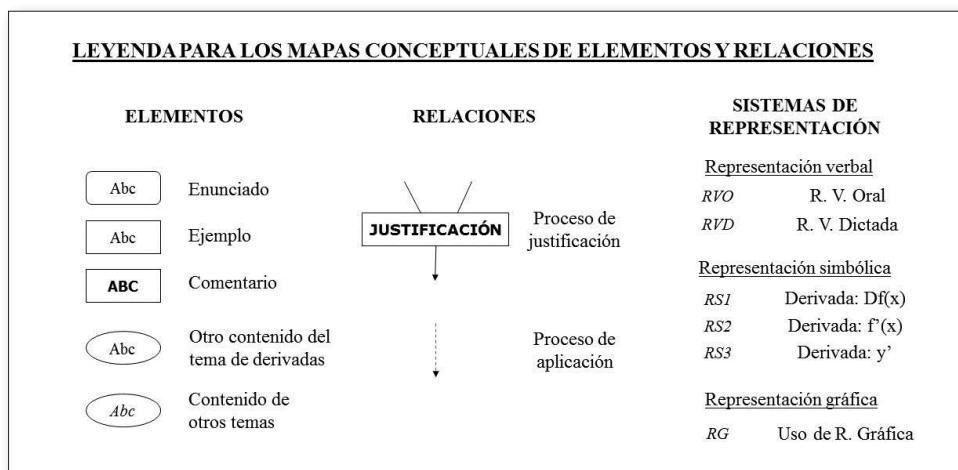 LEYENDA PARA LOS MAPAS CONCEPTUALES DE ELEMENTOS Y RELACIONES
ELEMENTOS
Abc Enunciado
Abc Ejemplo
ABC Comentario
Abc Otro contenido del
tema de derivadas
Abc Contenido de
otros temas
RELACIONES
JUSTIFICACIÓN
Proceso de
justificación
Proceso de
aplicación
SISTEMAS DE
REPRESENTACIÓN
Representación verbal
RVO R. V. Oral
RVD R. V. Dictada
Representación simbólica
RS1 Derivada: Df(x)
RS2 Derivada: f’(x)
RS3 Derivada: y’
Representación gráfica
RG Uso de R. Gráfica